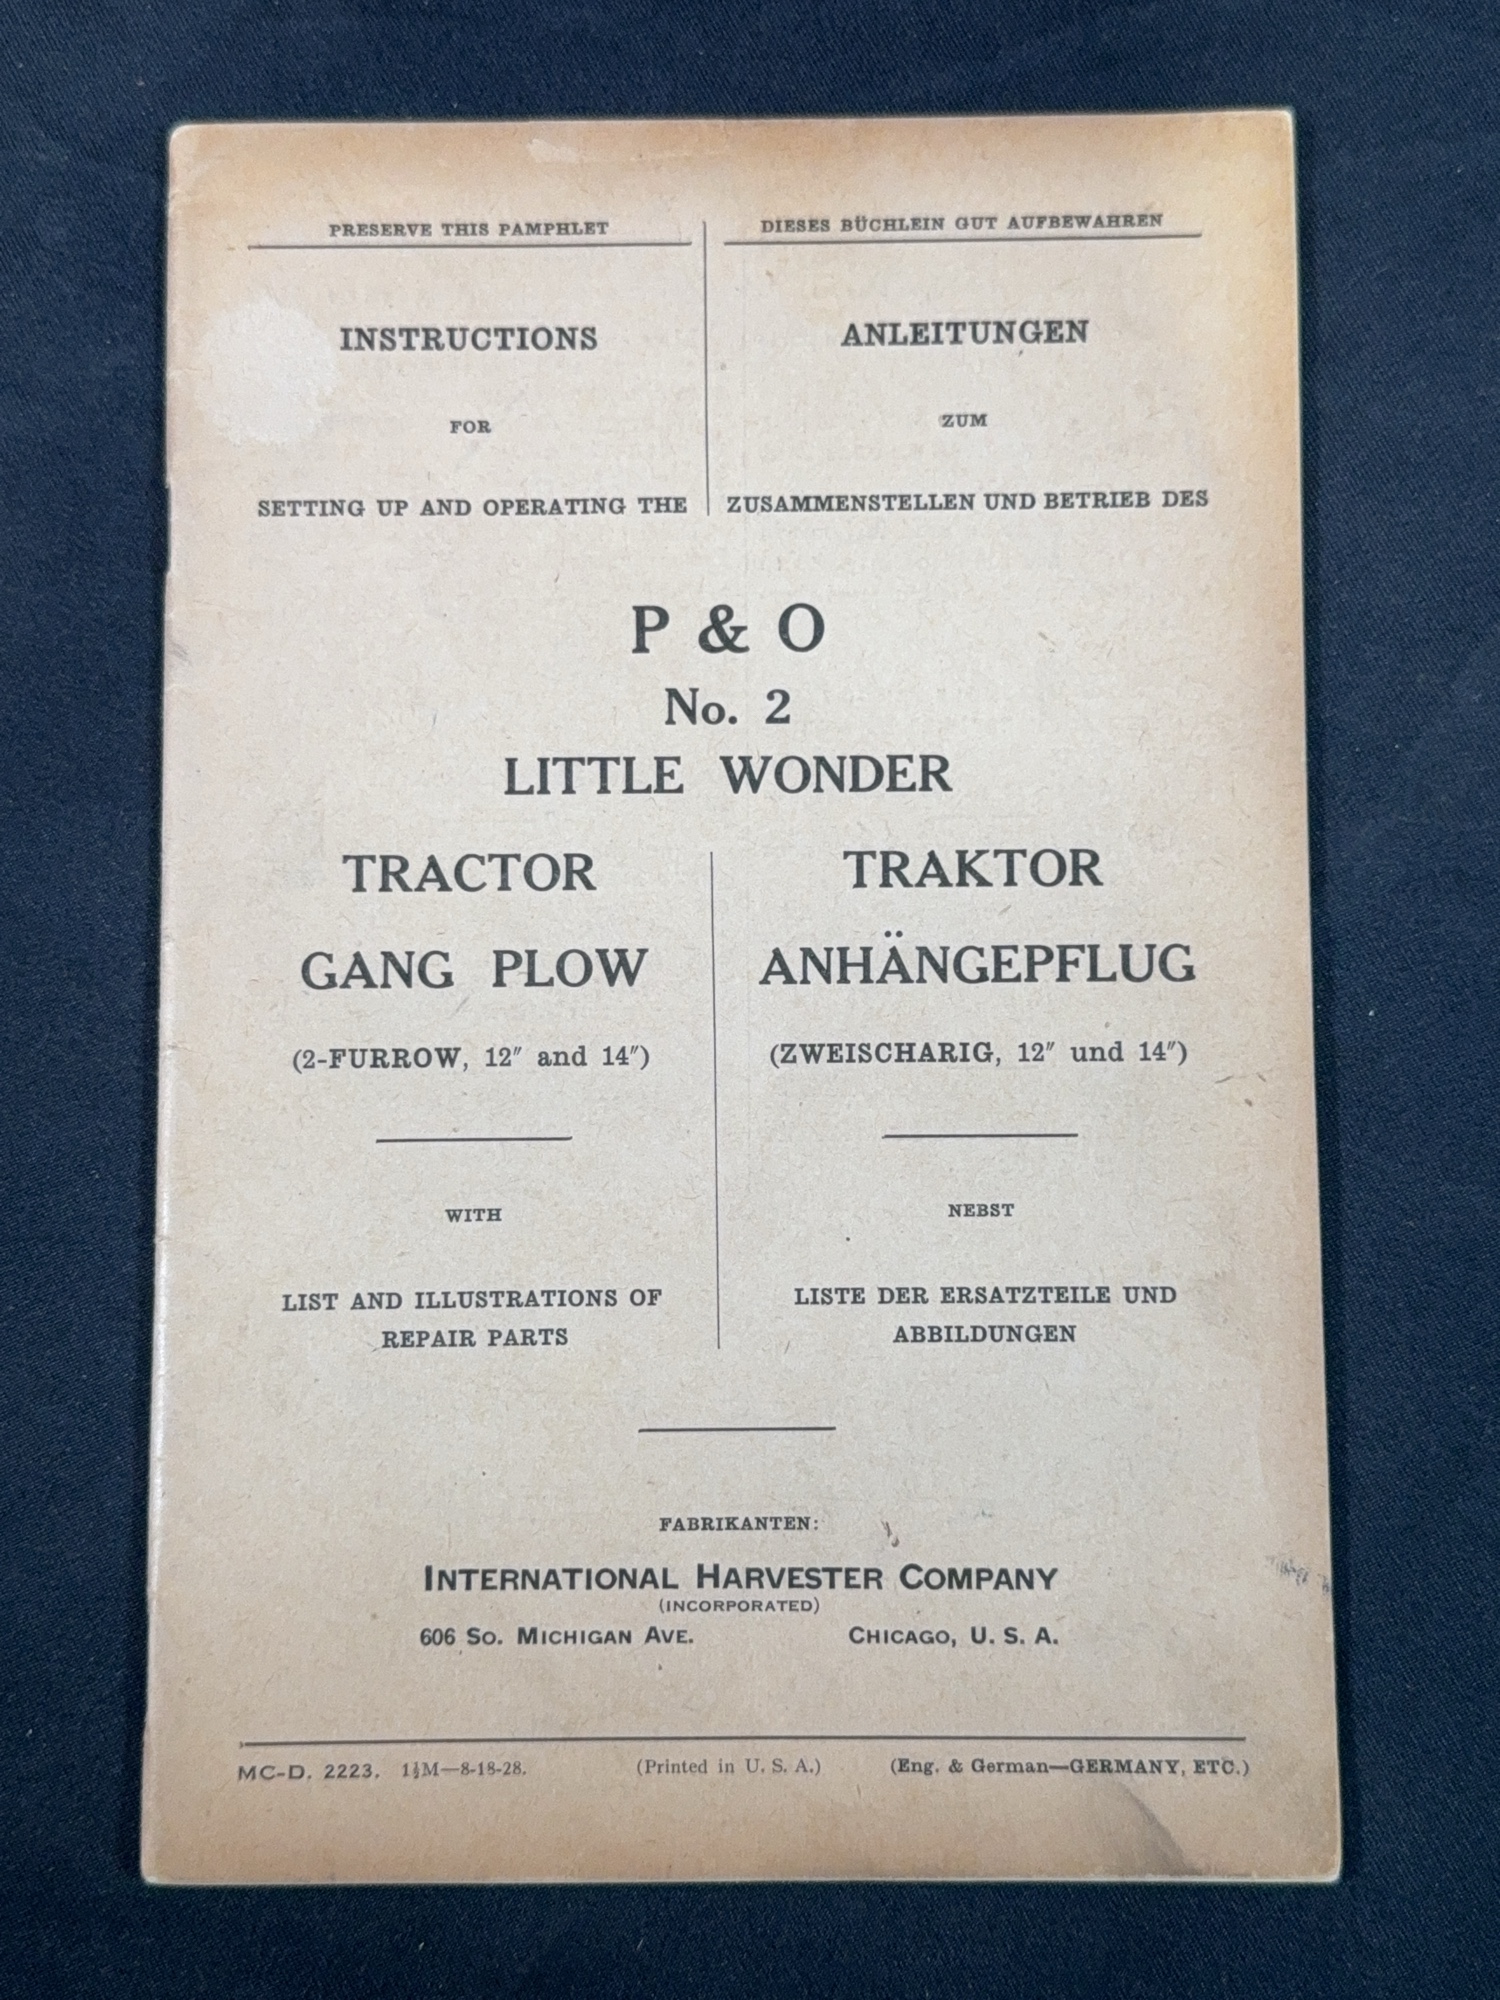 PRESERVE THIS PAMPHLET
INSTRUCTIONS
FOR
SETTING UP AND OPERATING THE
DIESES BÜCHLEIN GUT AUFBEWAHREN
ANLEITUNGEN
ZUM
ZUSAMMENSTELLEN UND BETRIEB DES
P & O
No. 2
LITTLE WONDER
TRACTOR
GANG PLOW
(2-FURROW, 12″ and 14″)
WITH
LIST AND ILLUSTRATIONS OF
REPAIR PARTS
TRAKTOR
ANHÄNGEPFLUG
(ZWEISCHARIG, 12″ und 14″)
NEBST
LISTE DER ERSATZTEILE UND
ABBILDUNGEN
FABRIKANTEN:
INTERNATIONAL HARVESTER COMPANY
(INCORPORATED)
606 SO. MICHIGAN AVE. CHICAGO, U. S. A.
MC-D. 2223. 1½M—8-18-28. (Printed in U. S. A.) (Eng. & German—GERMANY, ETC.)